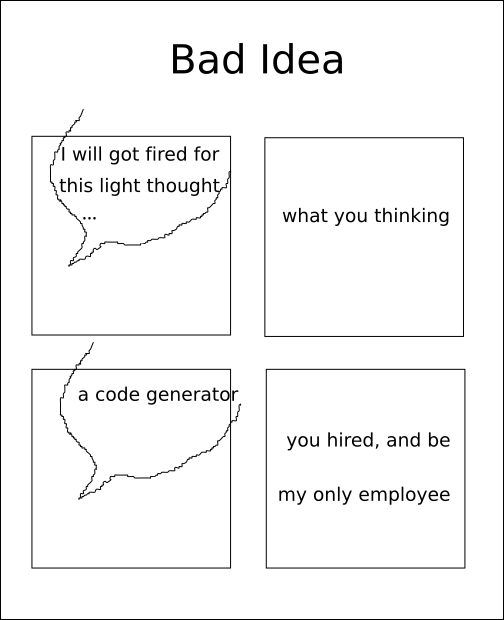 Bad Idea
I will got fired for
this light thought
...
what you thinking
a code generator
you hired, and be
my only employee